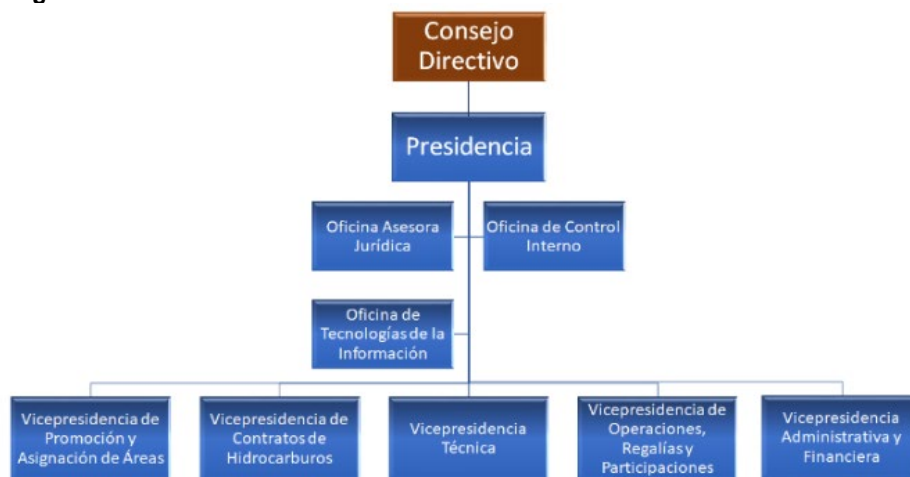 Consejo
Directivo
Presidencia
Oficina Asesora
Jurídica
Oficina de Control
Interno
Oficina de
Tecnologías de la
Información
Vicepresidencia de
Promoción y
Asignación de Áreas
Vicepresidencia de
Contratos de
Hidrocarburos
Vicepresidencia
Técnica
Vicepresidencia de
Operaciones,
Regalías y
Participaciones
Vicepresidencia
Administrativa y
Financiera